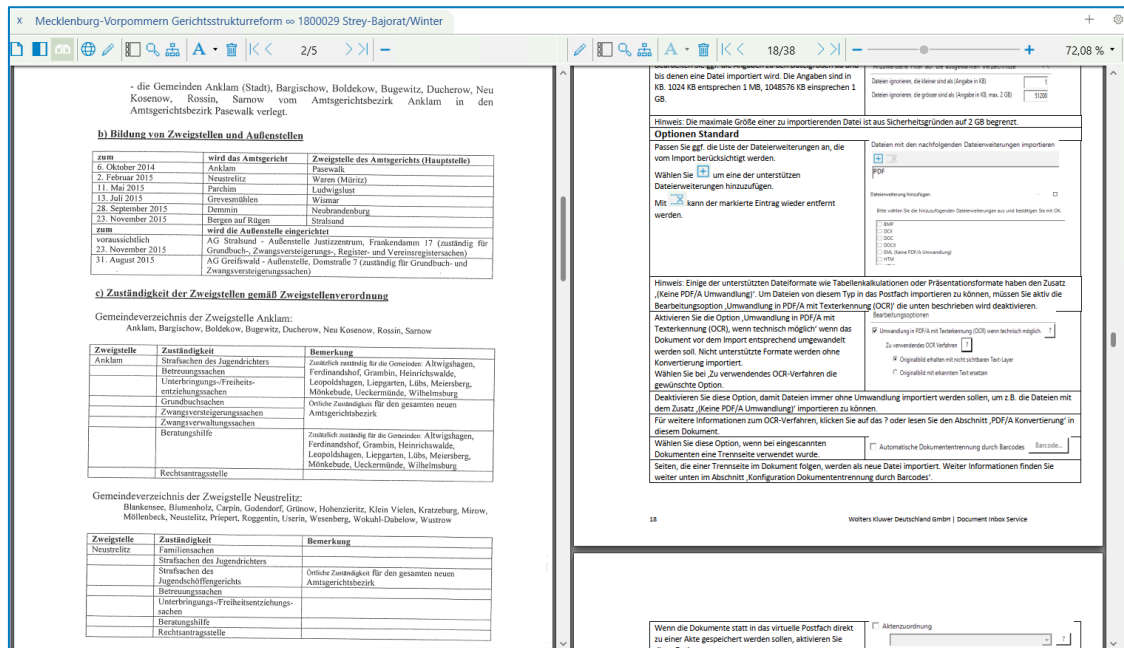 x Mecklenburg-Vorpommern Gerichtsstrukturreform ∞ 1800029 Strey-Bajorat/Winter
2/5
18/38
72,08 %
- die Gemeinden Anklam (Stadt), Bargischow, Boldekow, Bugewitz, Ducherow, Neu
Kosenow, Rossin, Sarnow vom Amtsgerichtsbezirk Anklam in den
Amtsgerichtsbezirk Pasewalk verlegt.
b) Bildung von Zweigstellen und Außenstellen
zum wird das Amtsgericht Zweigstelle des Amtsgerichts (Hauptstelle)
6. Oktober 2014 Anklam Pasewalk
2. Februar 2015 Neustrelitz Waren (Müritz)
11. Mai 2015 Parchim Ludwigslust
13. Juli 2015 Grevesmühlen Wismar
28. September 2015 Demmin Neubrandenburg
23. November 2015 Bergen auf Rügen Stralsund
zum wird die Außenstelle eingerichtet
voraussichtlich AG Stralsund - Außenstelle Justizzentrum, Frankendamm 17 (zuständig für
23. November 2015 Grundbuch-, Zwangsversteigerungs-, Register- und Vereinsregistersachen)
31. August 2015 AG Greifswald - Außenstelle, Domstraße 7 (zuständig für Grundbuch- und
Zwangsversteigerungssachen)
c) Zuständigkeit der Zweigstellen gemäß Zweigstellenverordnung
Gemeindeverzeichnis der Zweigstelle Anklam:
Anklam, Bargischow, Boldekow, Bugewitz, Ducherow, Neu Kosenow, Rossin, Sarnow
Zweigstelle Zuständigkeit Bemerkung
Anklam Strafsachen des Jugendrichters Zusätzlich zuständig für die Gemeinden: Altwigshagen,
Betreuungssachen Ferdinandshof, Grambin, Heinrichswalde,
Unterbringungs-/Freiheits- Leopoldshagen, Liepgarten, Lübs, Meiersberg,
entziehungssachen Mönkebude, Ueckermünde, Wilhelmsburg
Grundbuchsachen Örtliche Zuständigkeit für den gesamten neuen
Zwangsversteigerungssachen Amtsgerichtsbezirk
Zwangsverwaltungssachen
Beratungshilfe Zusätzlich zuständig für die Gemeinden: Altwigshagen,
Ferdinandshof, Grambin, Heinrichswalde,
Leopoldshagen, Liepgarten, Lübs, Meiersberg,
Mönkebude, Ueckermünde, Wilhelmsburg
Rechtsantragsstelle
Gemeindeverzeichnis der Zweigstelle Neustrelitz:
Blankensee, Blumenholz, Carpin, Godendorf, Grünow, Hohenzieritz, Klein Vielen, Kratzeburg, Mirow,
Möllenbeck, Neustelitz, Priepert, Roggentin, Userin, Wesenberg, Wokuhl-Dabelow, Wustrow
Zweigstelle Zuständigkeit Bemerkung
Neustrelitz Familiensachen
Strafsachen des Jugendrichters
Strafsachen des Örtliche Zuständigkeit für den gesamten neuen
Jugendschöffengerichts Amtsgerichtsbezirk
Betreuungssachen
Unterbringungs-/Freiheitsentziehungs-
sachen
Beratungshilfe
Rechtsantragsstelle
bis denen eine Datei importiert wird. Die Angaben sind in
KB. 1024 KB entsprechen 1 MB, 1048576 KB einsprechen 1
GB.
Dateien ignorieren, die kleiner sind als (Angabe in KB) 1
Dateien ignorieren, die grösser sind als (Angabe in KB, max. 2 GB) 51200
Hinweis: Die maximale Größe einer zu importierenden Datei ist aus Sicherheitsgründen auf 2 GB begrenzt.
Optionen Standard
Passen Sie ggf. die Liste der Dateierweiterungen an, die
vom Import berücksichtigt werden.
Wählen Sie um eine der unterstützen
Dateierweiterungen hinzuzufügen.
Mit kann der markierte Eintrag wieder entfernt
werden.
Dateien mit den nachfolgenden Dateierweiterungen importieren
PDF
Dateierweiterung hinzufügen
Bitte wählen Sie die hinzuzufügenden Dateierweiterungen aus und bestätigen Sie mit OK.
BMP
DCX
DOC
DOCX
EML (Keine PDF/A Umwandlung)
HTM
Hinweis: Einige der unterstützten Dateiformate wie Tabellenkalkulationen oder Präsentationsformate haben den Zusatz
‚(Keine PDF/A Umwandlung)'. Um Dateien von diesem Typ in das Postfach importieren zu können, müssen Sie aktiv die
Bearbeitungsoption ‚Umwandlung in PDF/A mit Texterkennung (OCR)' die unten beschrieben wird deaktivieren.
Aktivieren Sie die Option ‚Umwandlung in PDF/A mit
Texterkennung (OCR), wenn technisch möglich' wenn das
Dokument vor dem Import entsprechend umgewandelt
werden soll. Nicht unterstützte Formate werden ohne
Konvertierung importiert.
Wählen Sie bei ‚Zu verwendendes OCR-Verfahren die
gewünschte Option.
Bearbeitungsoptionen
Umwandlung in PDF/A mit Texterkennung (OCR) wenn technisch möglich. ?
Zu verwendendes OCR Verfahren ?
Originalbild erhalten mit nicht sichtbaren Text-Layer
Originalbild mit erkanntem Text ersetzen
Deaktivieren Sie diese Option, damit Dateien immer ohne Umwandlung importiert werden sollen, um z.B. die Dateien mit
dem Zusatz ‚(Keine PDF/A Umwandlung)' importieren zu können.
Für weitere Informationen zum OCR-Verfahren, klicken Sie auf das ? oder lesen Sie den Abschnitt ‚PDF/A Konvertierung' in
diesem Dokument.
Wählen Sie diese Option, wenn bei eingescannten
Dokumenten eine Trennseite verwendet wurde.
Automatische Dokumententrennung durch Barcodes Barcode...
Seiten, die einer Trennseite im Dokument folgen, werden als neue Datei importiert. Weiter Informationen finden Sie
weiter unten im Abschnitt ‚Konfiguration Dokumententrennung durch Barcodes'.
18 Wolters Kluwer Deutschland GmbH | Document Inbox Service
Wenn die Dokumente statt in das virtuelle Postfach direkt
zu einer Akte gespeichert werden sollen, aktivieren Sie
Aktenzuordnung
?